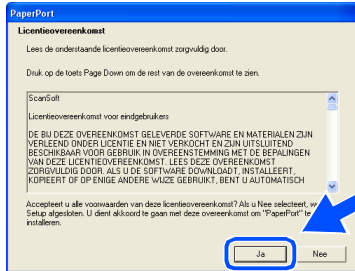 PaperPort
Licentieovereenkomst
Lees de onderstaande licentieovereenkomst zorgvuldig door.
Druk op de toets Page Down om de rest van de overeenkomst te zien.
ScanSoft
Licentieovereenkomst voor eindgebruikers
DE BIJ DEZE OVEREENKOMST GELEVERDE SOFTWARE EN MATERIALEN ZIJN
VERLEEND ONDER LICENTIE EN NIET VERKOCHT EN ZIJN UITSLUITEND
BESCHIKBAAR VOOR GEBRUIK IN OVEREENSTEMMING MET DE BEPALINGEN
VAN DEZE LICENTIEOVEREENKOMST. LEES DEZE OVEREENKOMST
ZORGVULDIG DOOR. ALS U DE SOFTWARE DOWNLOADT, INSTALLEERT,
KOPIEERT OF OP ENIGE ANDERE WIJZE GEBRUIKT, BENT U AUTOMATISCH
Accepteert u alle voorwaarden van deze licentieovereenkomst? Als u Nee selecteert,
Setup afgesloten. U dient akkoord te gaan met deze overeenkomst om "PaperPort" te
installeren.
Ja
Nee